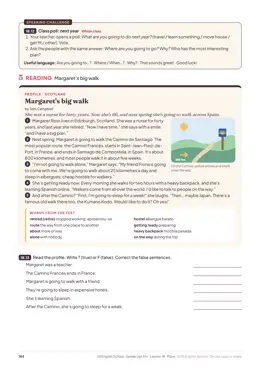 SPEAKING CHALLENGE
Class poll: next year Whole class
1. Your teacher opens a poll: What are you going to do next year? (travel / learn something / move house /
get fit / other). Vote.
2. Ask the people with the same answer. Where are you going to go? Why? Who has the most interesting
plan?
Useful language: Are you going to...? · Where / When...? · Why? · That sounds great! · Good luck!
READING Margaret's big walk
PROFILE · SCOTLAND
Margaret's big walk
by Tom Campbell
She was a nurse for forty years. Now she's 68, and next spring she's going to walk across Spain.
Margaret Ross lives in Edinburgh, Scotland. She was a nurse for forty
years, and last year she retired. "Now I have time," she says with a smile
"and I have a big plan."
Next spring, Margaret is going to walk the Camino de Santiago. The
most popular route, the Camino Francés, starts in Saint-Jean-Pied-de-
Port, in France, and ends in Santiago de Compostela, in Spain. It's about
800 kilometres, and most people walk it in about five weeks.
"I'm not going to walk alone," Margaret says. "My friend Fiona is going
to come with me. We're going to walk about 25 kilometres a day and
sleep in albergues, cheap hostels for walkers."
She's getting ready now. Every morning she walks for two hours with a heavy backpack, and she's
learning Spanish online. "Walkers come from all over the world. I'd like to talk to people on the way."
And after the Camino? "First, I'm going to sleep for a week!" she laughs. "Then... maybe Japan. There's a
famous old walk there too, the Kumano Kodo. Would I like to do it? Oh yes!"
WORDS FROM THE TEXT
retired (retire) stopped working, aposentou-se
route the way from one place to another
about more or less
alone with nobody
hostel albergue barato
getting ready preparing
heavy backpack mochila pesada
on the way along the trip
Read the profile. Write T (true) or F (false). Correct the false sentences.
Margaret was a teacher.
The Camino Francés ends in France.
Margaret is going to walk with a friend.
They're going to sleep in expensive hotels.
She's learning Spanish.
After the Camino, she's going to sleep for a week.